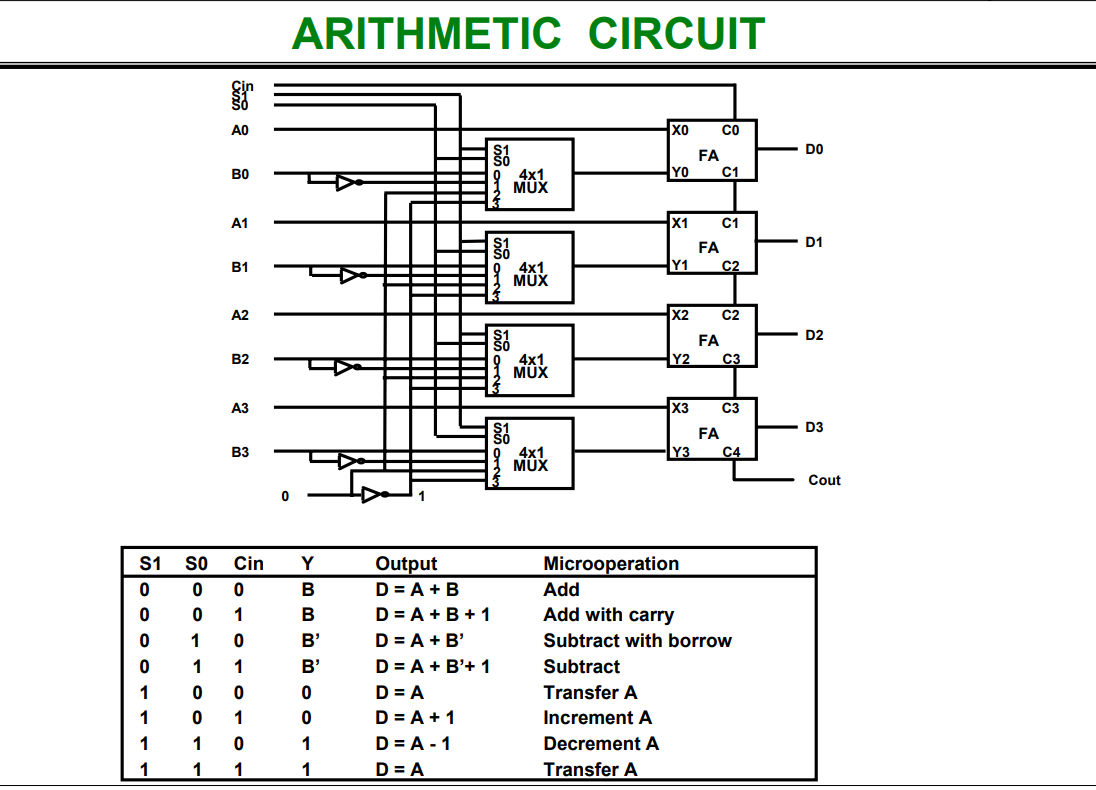 ARITHMETIC CIRCUIT
Cin
S1
S0
A0
X0 C0
S1
S0
FA
D0
B0
0
4x1
1
MUX
2
3
Y0 C1
A1
X1 C1
S1
S0
FA
D1
B1
0
4x1
1
MUX
2
3
Y1 C2
A2
X2 C2
S1
S0
FA
D2
B2
0
4x1
1
MUX
2
3
Y2 C3
A3
X3 C3
S1
S0
FA
D3
B3
0
4x1
1
MUX
2
3
Y3 C4
Cout
0
1
S1 S0 Cin Y Output Microoperation
0 0 0 B D = A + B Add
0 0 1 B D = A + B + 1 Add with carry
0 1 0 B’ D = A + B’ Subtract with borrow
0 1 1 B’ D = A + B’+ 1 Subtract
1 0 0 0 D = A Transfer A
1 0 1 0 D = A + 1 Increment A
1 1 0 1 D = A - 1 Decrement A
1 1 1 1 D = A Transfer A